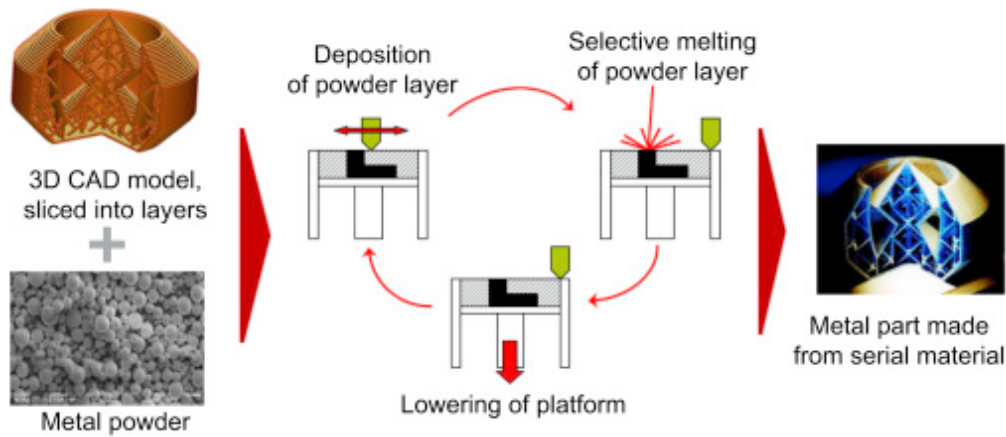 3D CAD model,
sliced into layers
Metal powder
Deposition
of powder layer
Selective melting
of powder layer
Lowering of platform
Metal part made
from serial material